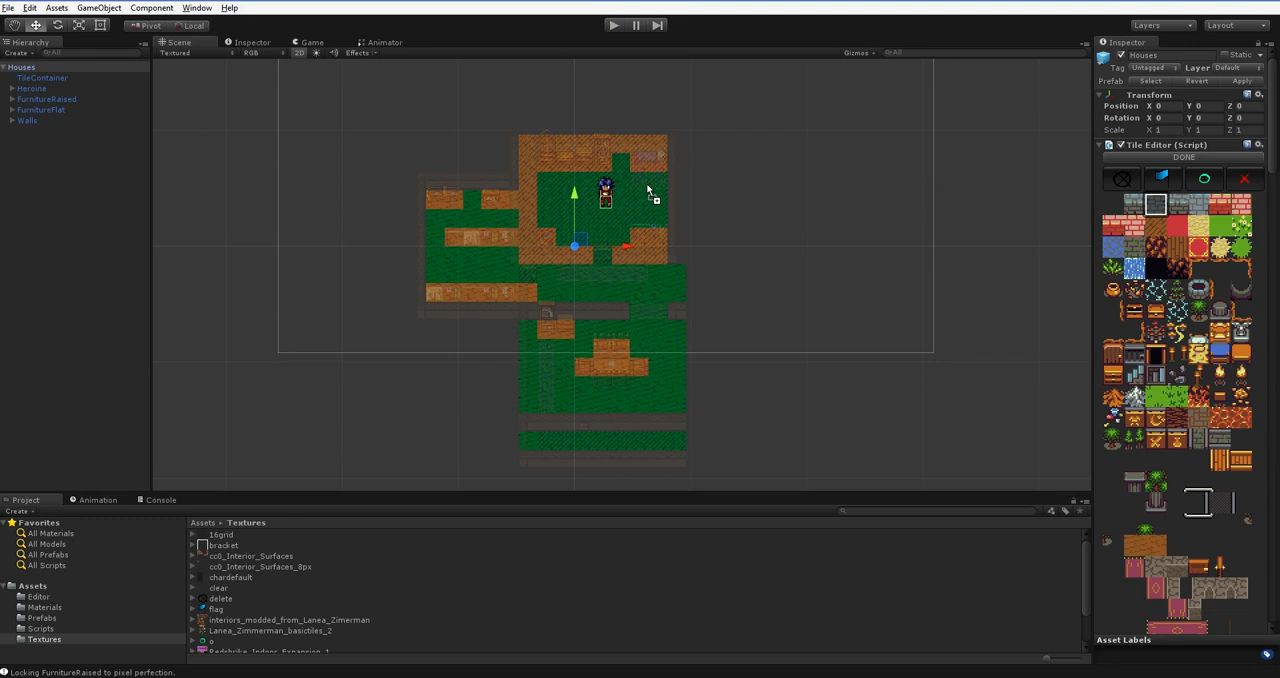 File Edit Assets GameObject Component Window Help
Pivot Local Layers Layout
Hierarchy Scene Inspector Game Animator Inspector
Create All Textured RGB 2D Effects Gizmos All
Houses Static
Tag Untagged Layer Default
Prefab Select Revert Apply
Houses
TileContainer
Heroine
FurnitureRaised
FurnitureFlat
Walls
Transform
Position X 0 Y 0 Z 0
Rotation X 0 Y 0 Z 0
Scale X 1 Y 1 Z 1
Tile Editor (Script)
DONE
Asset Labels
Project Animation Console
Create
Favorites
All Materials
All Models
All Prefabs
All Scripts
Assets
Editor
Materials
Prefabs
Scripts
Textures
Assets Textures
16grid
bracket
cc0_Interior_Surfaces
cc0_Interior_Surfaces_8px
chardefault
clear
delete
flag
interiors_modded_from_Lanea_Zimerman
Lanea_Zimmerman_basictiles_2
o
Redshrike_Indoor_Expansion_1
Locking FurnitureRaised to pixel perfection.